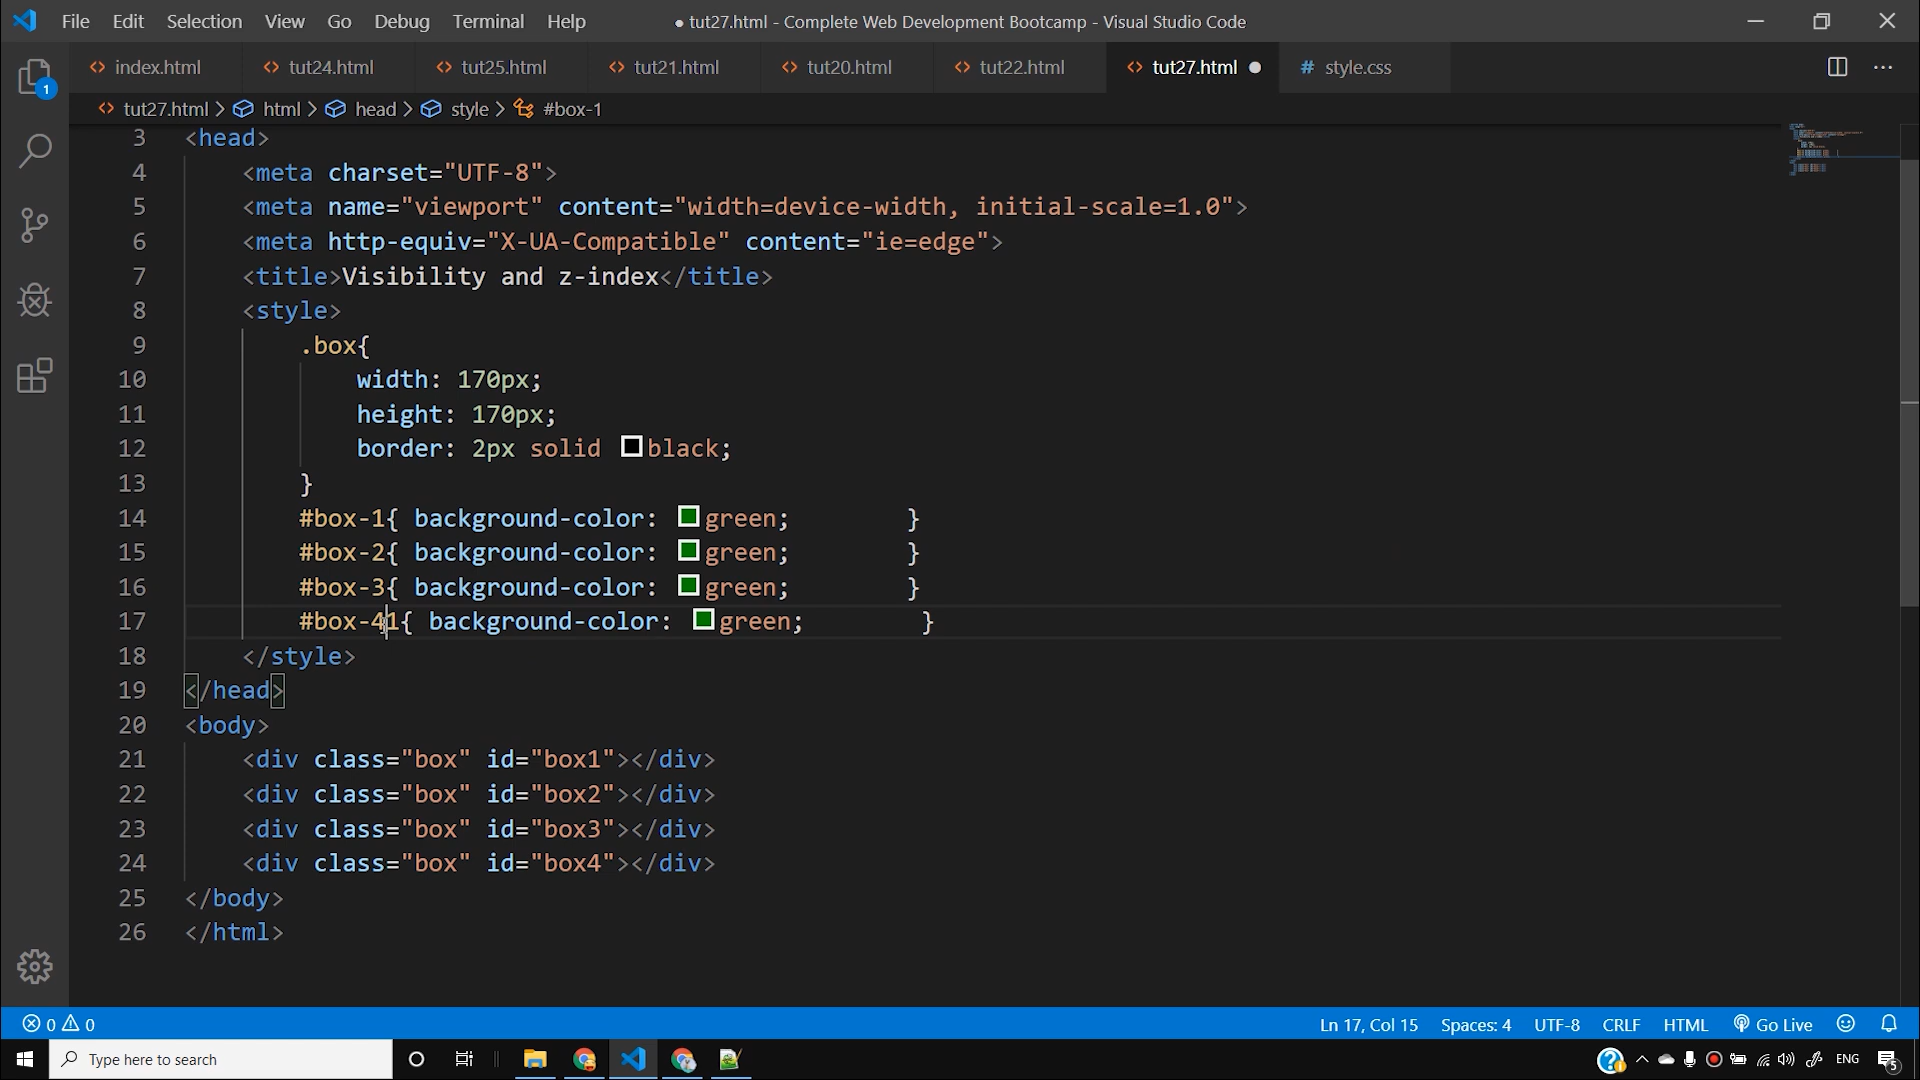 File Edit Selection View Go Debug Terminal Help ● tut27.html - Complete Web Development Bootcamp - Visual Studio Code
index.html tut24.html tut25.html tut21.html tut20.html tut22.html tut27.html ● # style.css
1
tut27.html > html > head > style > #box-1
3 <head>
4 <meta charset="UTF-8">
5 <meta name="viewport" content="width=device-width, initial-scale=1.0">
6 <meta http-equiv="X-UA-Compatible" content="ie=edge">
7 <title>Visibility and z-index</title>
8 <style>
9 .box{
10 width: 170px;
11 height: 170px;
12 border: 2px solid black;
13 }
14 #box-1{ background-color: green; }
15 #box-2{ background-color: green; }
16 #box-3{ background-color: green; }
17 #box-41{ background-color: green; }
18 </style>
19 </head>
20 <body>
21 <div class="box" id="box1"></div>
22 <div class="box" id="box2"></div>
23 <div class="box" id="box3"></div>
24 <div class="box" id="box4"></div>
25 </body>
26 </html>
0 0 Ln 17, Col 15 Spaces: 4 UTF-8 CRLF HTML Go Live
Type here to search ENG 5